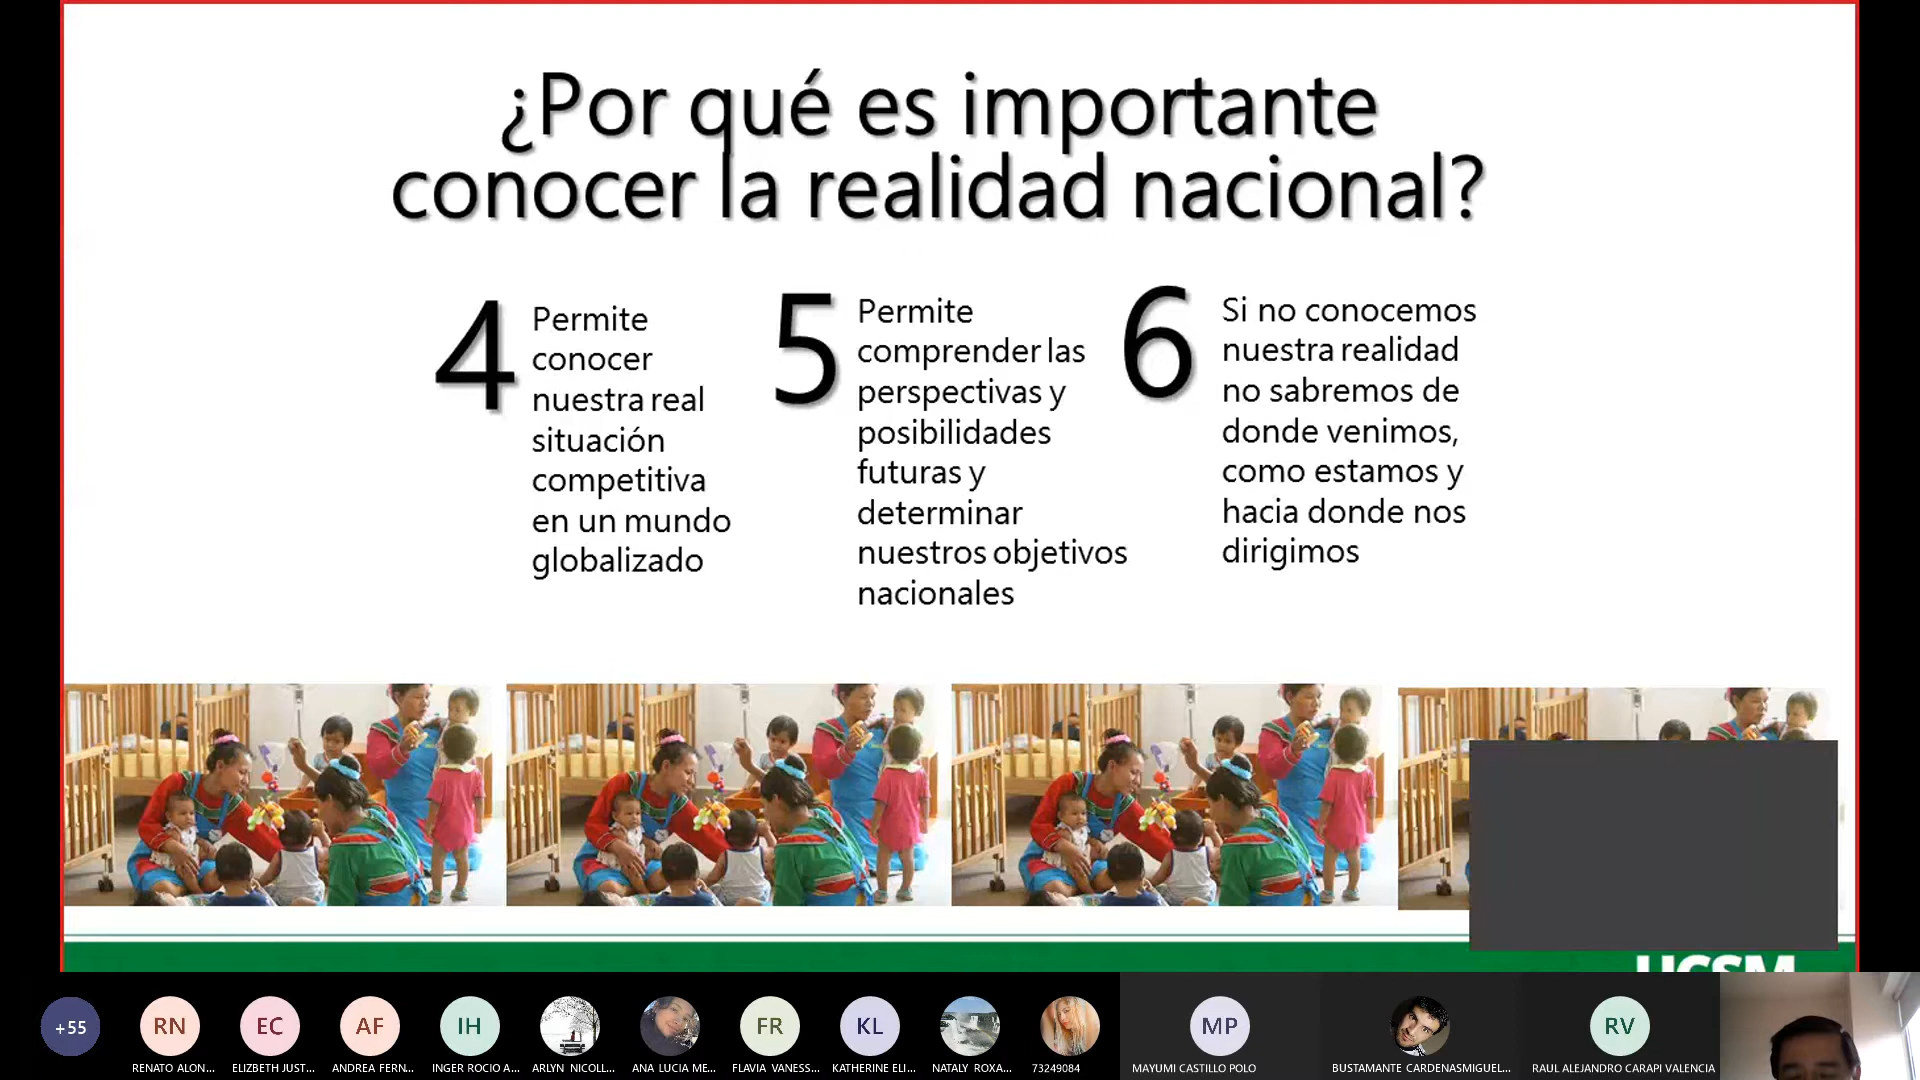 ¿Por qué es importante
conocer la realidad nacional?
4
Permite
conocer
nuestra real
situación
competitiva
en un mundo
globalizado
5
Permite
comprender las
perspectivas y
posibilidades
futuras y
determinar
nuestros objetivos
nacionales
6
Si no conocemos
nuestra realidad
no sabremos de
donde venimos,
como estamos y
hacia donde nos
dirigimos
UCSM
+55
RN
EC
AF
IH
FR
KL
MP
RV
RENATO ALON...
ELIZBETH JUST...
ANDREA FERN...
INGER ROCIO A...
ARLYN NICOLL...
ANA LUCIA ME...
FLAVIA VANESS...
KATHERINE ELI...
NATALY ROXA...
73249084
MAYUMI CASTILLO POLO
BUSTAMANTE CARDENASMIGUEL...
RAUL ALEJANDRO CARAPI VALENCIA